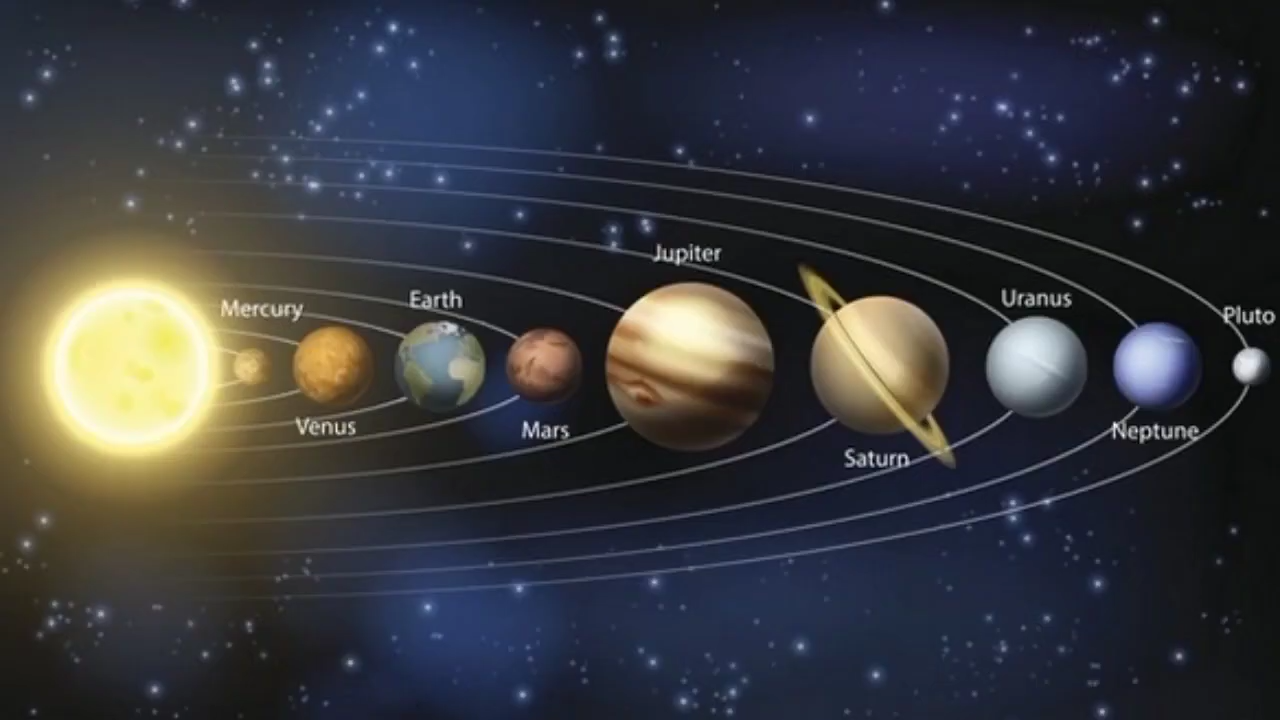 Mercury
Venus
Earth
Mars
Jupiter
Saturn
Uranus
Neptune
Pluto